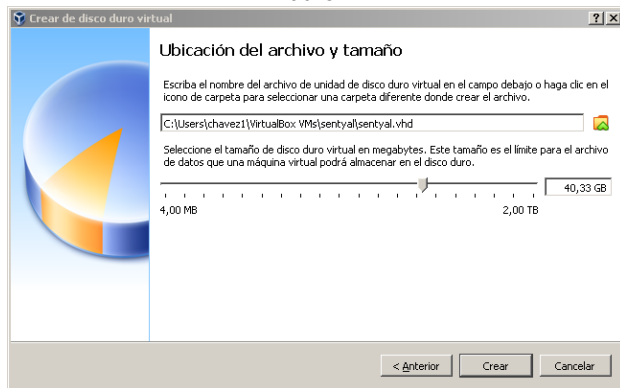 Crear de disco duro virtual
Ubicación del archivo y tamaño
Escriba el nombre del archivo de unidad de disco duro virtual en el campo debajo o haga clic en el
icono de carpeta para seleccionar una carpeta diferente donde crear el archivo.
C:\Users\chavez1\VirtualBox VMs\sentyal\sentyal.vhd
Seleccione el tamaño de disco duro virtual en megabytes. Este tamaño es el límite para el archivo
de datos que una máquina virtual podrá almacenar en el disco duro.
40,33 GB
4,00 MB 2,00 TB
< Anterior Crear Cancelar